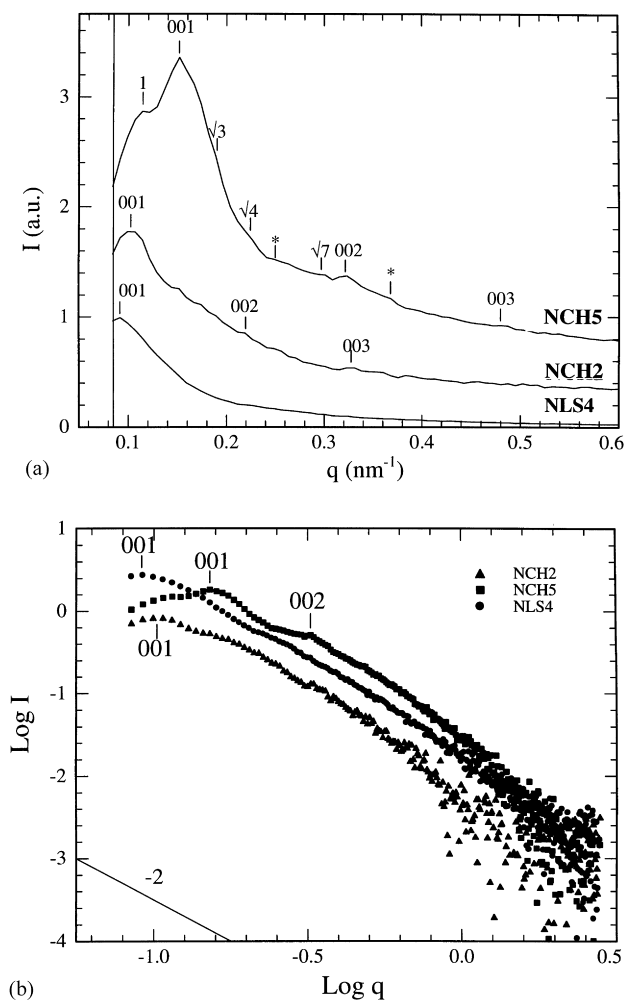 001
1
3
√3
√4
*
√7 002
*
2
001
I (a.u.)
001
002
003
003
NCH5
1
NCH2
NLS4
0
0.1 0.2 0.3 0.4 0.5 0.6
(a)
q (nm⁻¹)
1
001
001
NCH2
NCH5
NLS4
0
002
001
-1
Log I
-2
-3
-2
-4
-1.0 -0.5 0.0 0.5
(b)
Log q